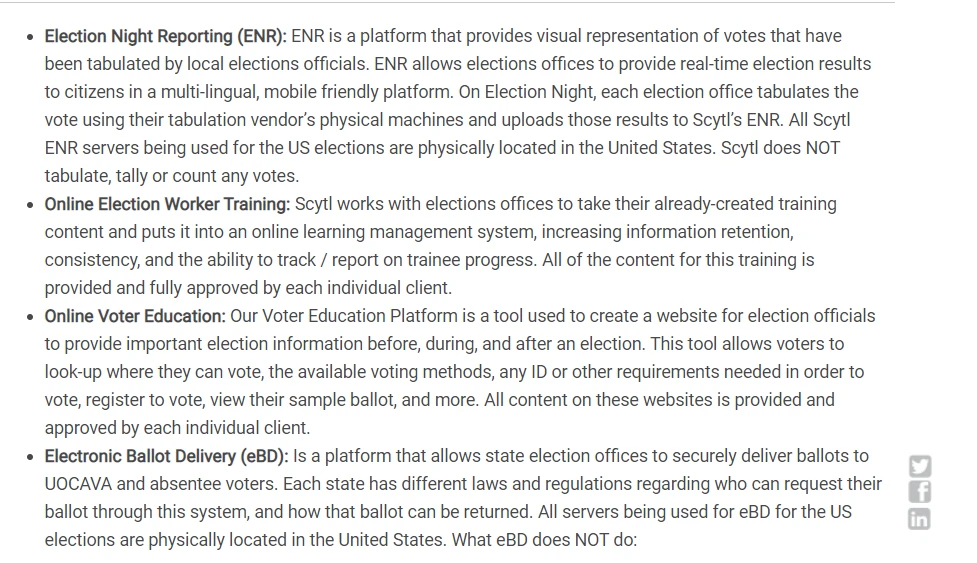 Election Night Reporting (ENR): ENR is a platform that provides visual representation of votes that have
been tabulated by local elections officials. ENR allows elections offices to provide real-time election results
to citizens in a multi-lingual, mobile friendly platform. On Election Night, each election office tabulates the
vote using their tabulation vendor's physical machines and uploads those results to Scytl's ENR. All Scytl
ENR servers being used for the US elections are physically located in the United States. Scytl does NOT
tabulate, tally or count any votes.
Online Election Worker Training: Scytl works with elections offices to take their already-created training
content and puts it into an online learning management system, increasing information retention,
consistency, and the ability to track / report on trainee progress. All of the content for this training is
provided and fully approved by each individual client.
Online Voter Education: Our Voter Education Platform is a tool used to create a website for election officials
to provide important election information before, during, and after an election. This tool allows voters to
look-up where they can vote, the available voting methods, any ID or other requirements needed in order to
vote, register to vote, view their sample ballot, and more. All content on these websites is provided and
approved by each individual client.
Electronic Ballot Delivery (eBD): Is a platform that allows state election offices to securely deliver ballots to
UOCAVA and absentee voters. Each state has different laws and regulations regarding who can request their
ballot through this system, and how that ballot can be returned. All servers being used for eBD for the US
elections are physically located in the United States. What eBD does NOT do: